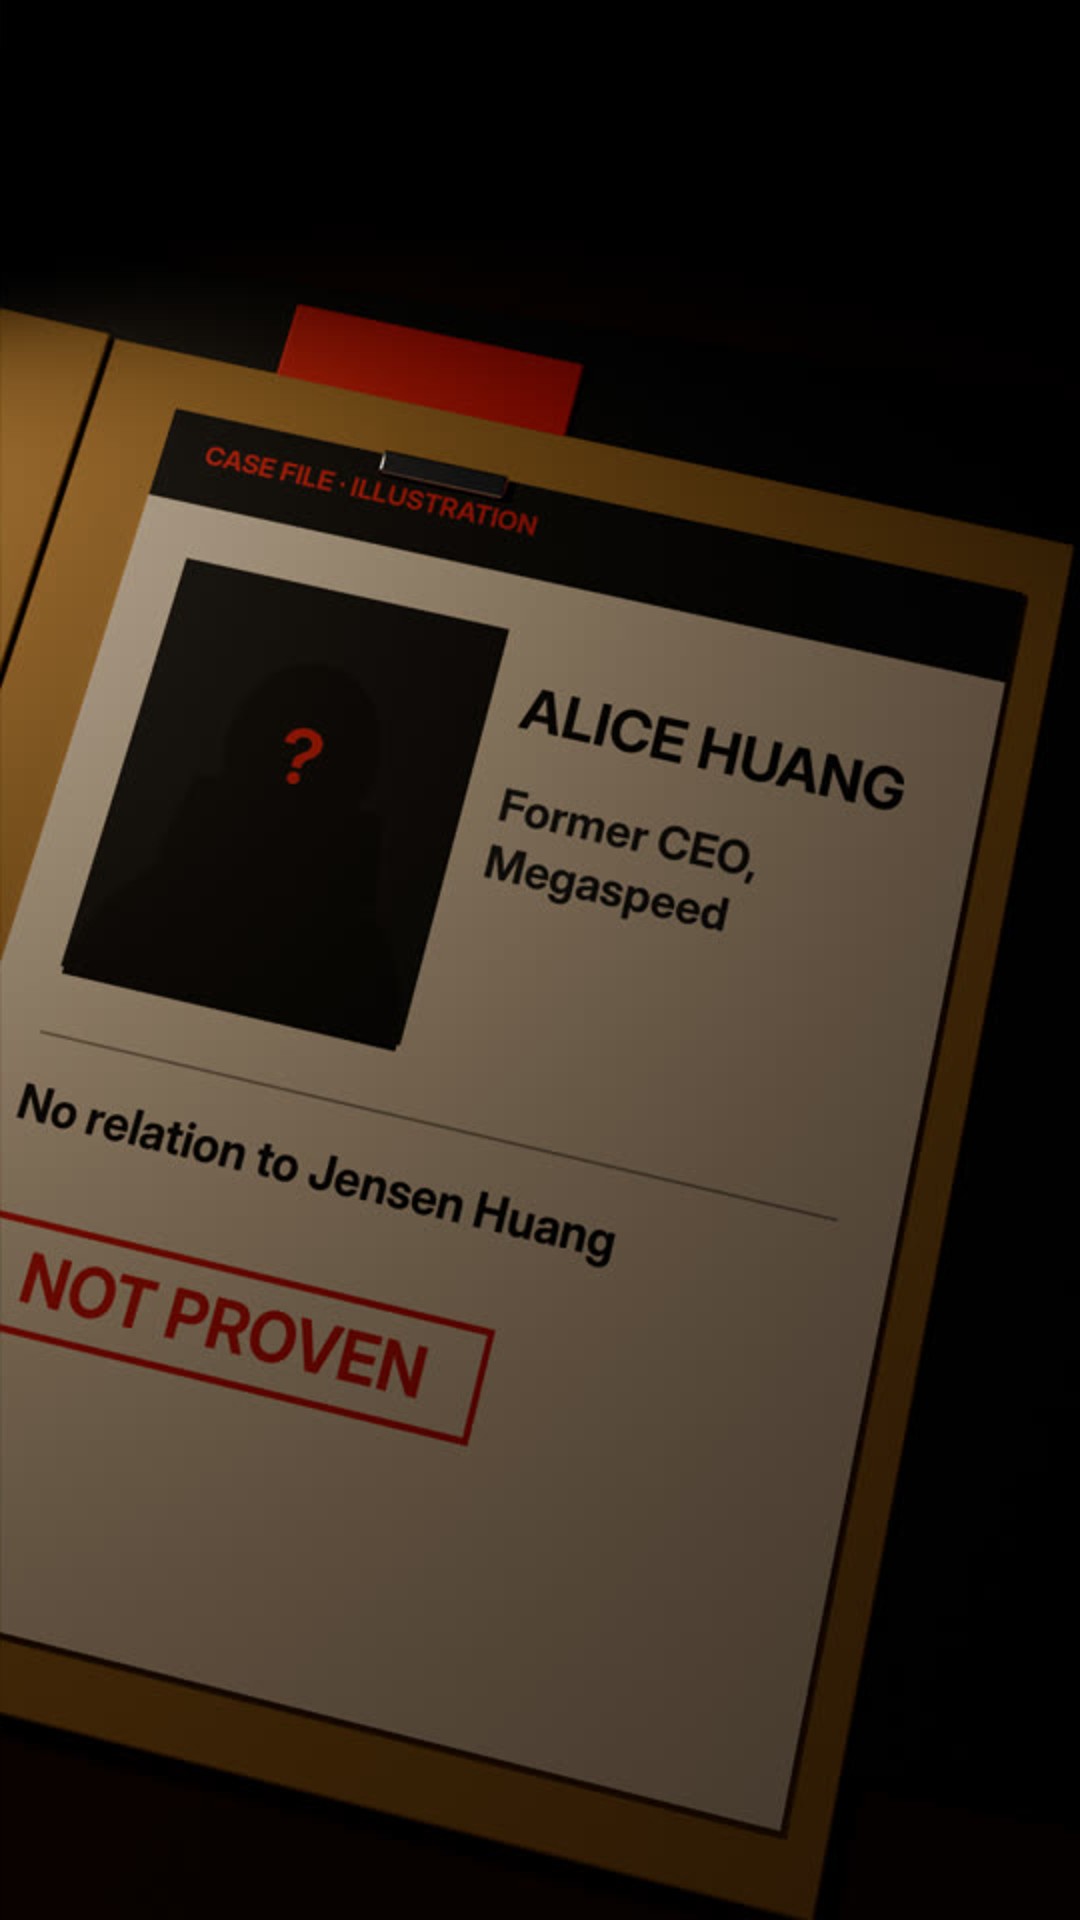 CASE FILE · ILLUSTRATION
?
ALICE HUANG
Former CEO,
Megaspeed
No relation to Jensen Huang
NOT PROVEN